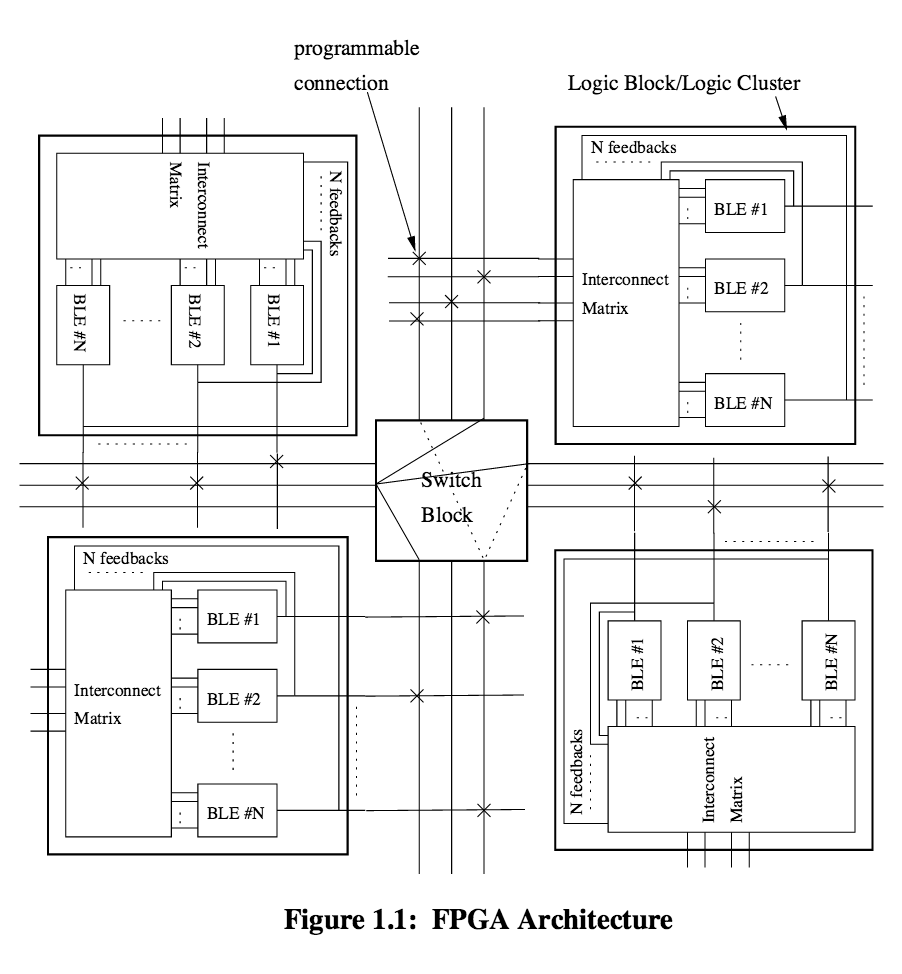 programmable
connection
Logic Block/Logic Cluster
Interconnect
Matrix
N feedbacks
BLE #1
BLE #2
BLE #N
N feedbacks
Interconnect
Matrix
BLE #1
BLE #2
BLE #N
Switch
Block
N feedbacks
Interconnect
Matrix
BLE #1
BLE #2
BLE #N
BLE #1
BLE #2
BLE #N
N feedbacks
Interconnect
Matrix
Figure 1.1: FPGA Architecture